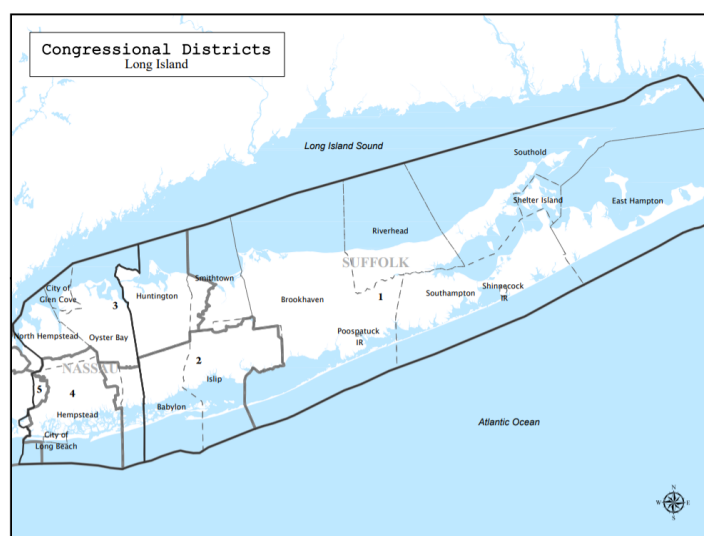 Congressional Districts
Long Island
Long Island Sound
Southold
Shelter Island
East Hampton
Riverhead
SUFFOLK
Smithtown
City of
Glen Cove
3
Huntington
Brookhaven
1
Southampton
Shinnecock
IR
North Hempstead
Oyster Bay
Poospatuck
IR
NASSAU
2
Islip
5
4
Hempstead
Babylon
City of
Long Beach
Atlantic Ocean
N
W
E
S